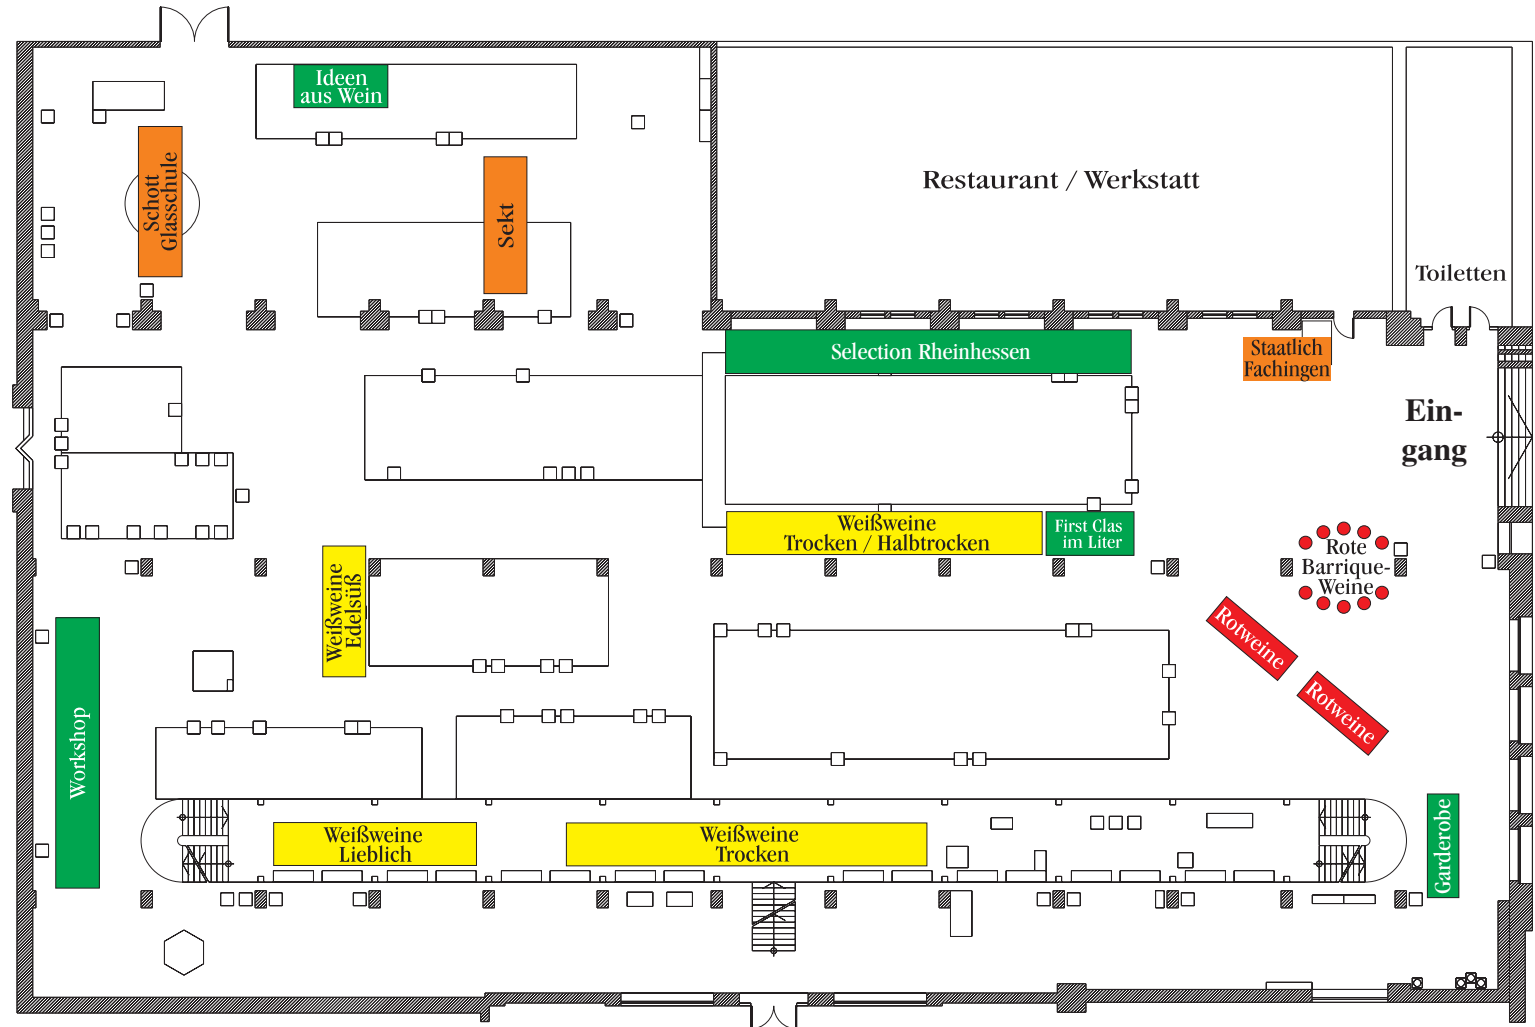 Ideen
aus Wein
Schott
Glasschule
Sekt
Restaurant / Werkstatt
Toiletten
Selection Rheinhessen
Staatlich
Fachingen
Ein-
gang
Weißweine
Trocken / Halbtrocken
First Clas
im Liter
Rote
Barrique-
Weine
Weißweine
Edelsüß
Rotweine
Rotweine
Workshop
Weißweine
Lieblich
Weißweine
Trocken
Garderobe